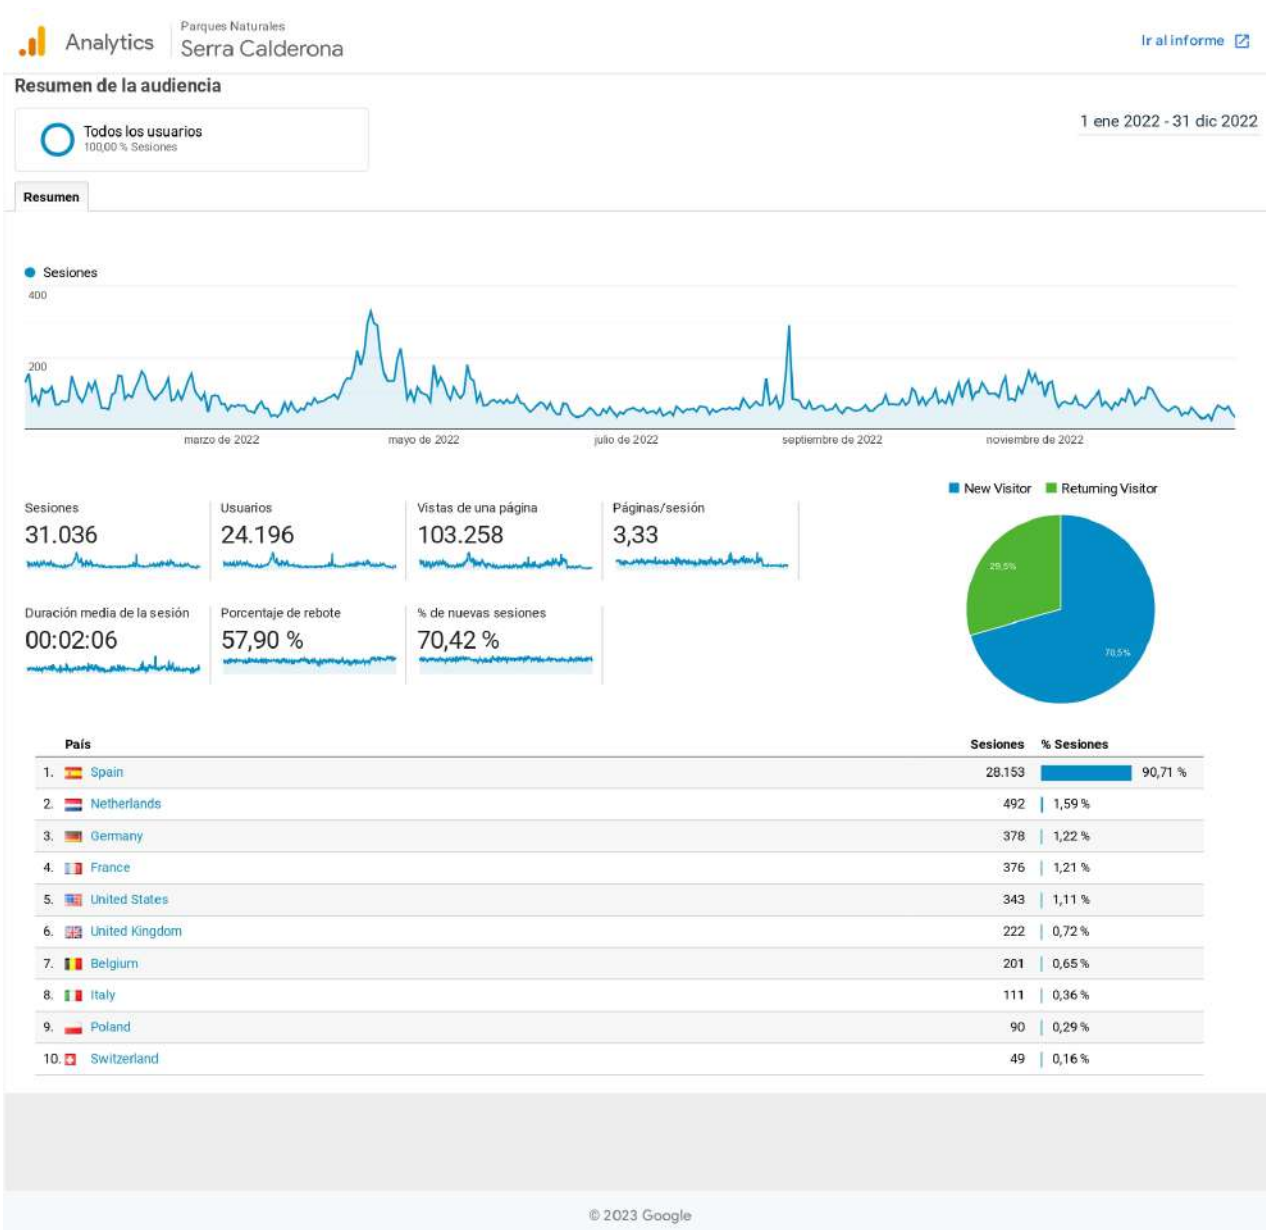 Analytics
Parques Naturales
Serra Calderona
Ir al informe
Resumen de la audiencia
Todos los usuarios
100,00 % Sesiones
1 ene 2022 - 31 dic 2022
Resumen
Sesiones
400
200
marzo de 2022 mayo de 2022 julio de 2022 septiembre de 2022 noviembre de 2022
New Visitor Returning Visitor
Sesiones Usuarios Vistas de una página Páginas/sesión
31.036 24.196 103.258 3,33
29,5%
Duración media de la sesión Porcentaje de rebote % de nuevas sesiones
00:02:06 57,90 % 70,42 %
70,5%
País Sesiones % Sesiones
1. Spain 28.153 90,71 %
2. Netherlands 492 1,59 %
3. Germany 378 1,22 %
4. France 376 1,21 %
5. United States 343 1,11 %
6. United Kingdom 222 0,72 %
7. Belgium 201 0,65 %
8. Italy 111 0,36 %
9. Poland 90 0,29 %
10. Switzerland 49 0,16 %
© 2023 Google